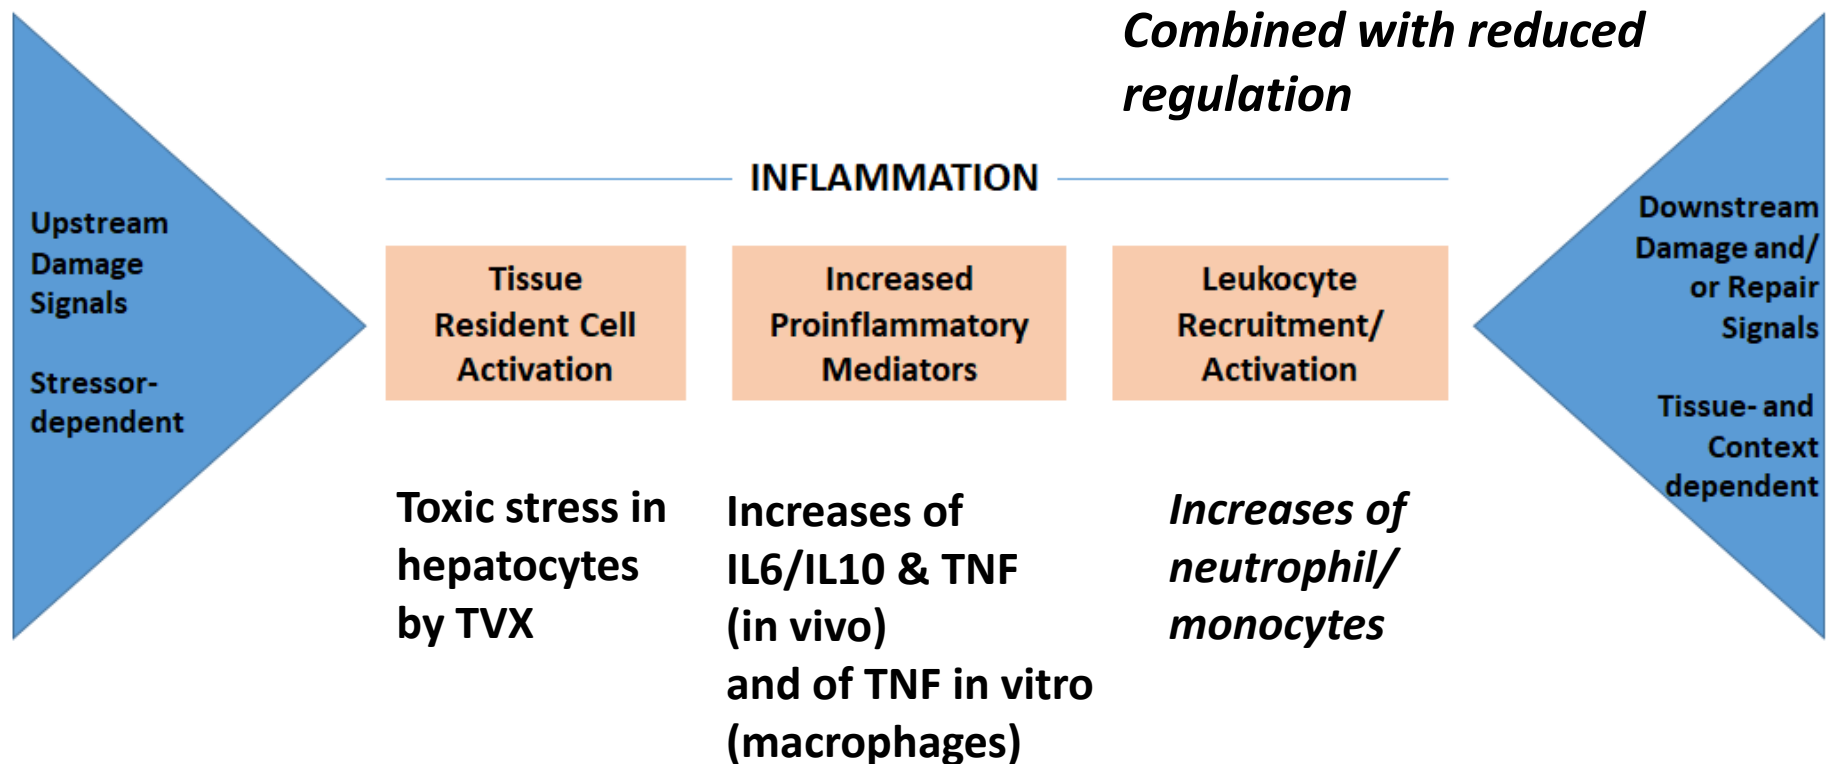 Combined with reduced
regulation
INFLAMMATION
Upstream
Damage
Signals
Stressor-
dependent
Tissue
Resident Cell
Activation
Increased
Proinflammatory
Mediators
Leukocyte
Recruitment/
Activation
Downstream
Damage and/
or Repair
Signals
Tissue- and
Context
dependent
Toxic stress in
hepatocytes
by TVX
Increases of
IL6/IL10 & TNF
(in vivo)
and of TNF in vitro
(macrophages)
Increases of
neutrophil/
monocytes